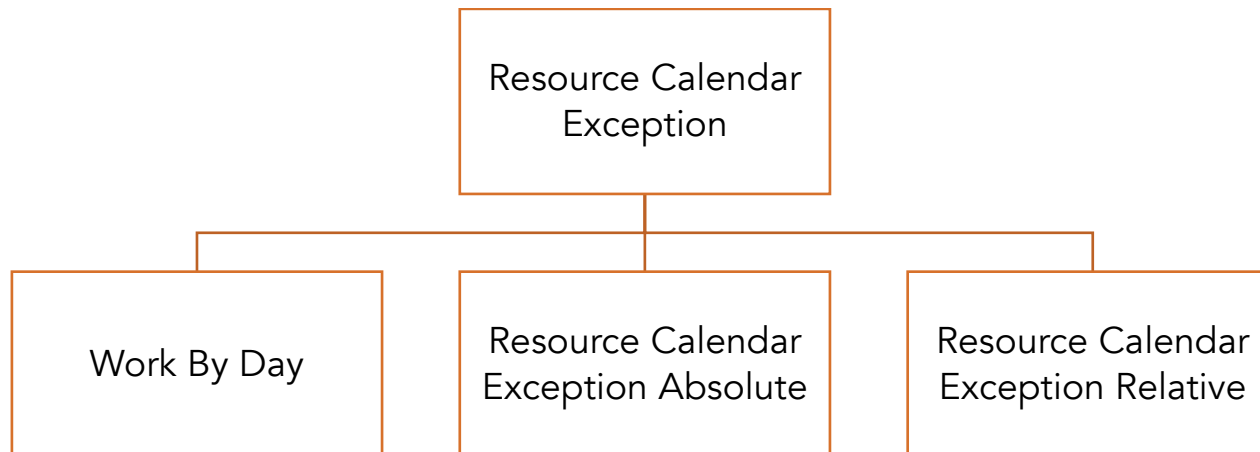 Resource Calendar
Exception
Work By Day
Resource Calendar
Exception Absolute
Resource Calendar
Exception Relative